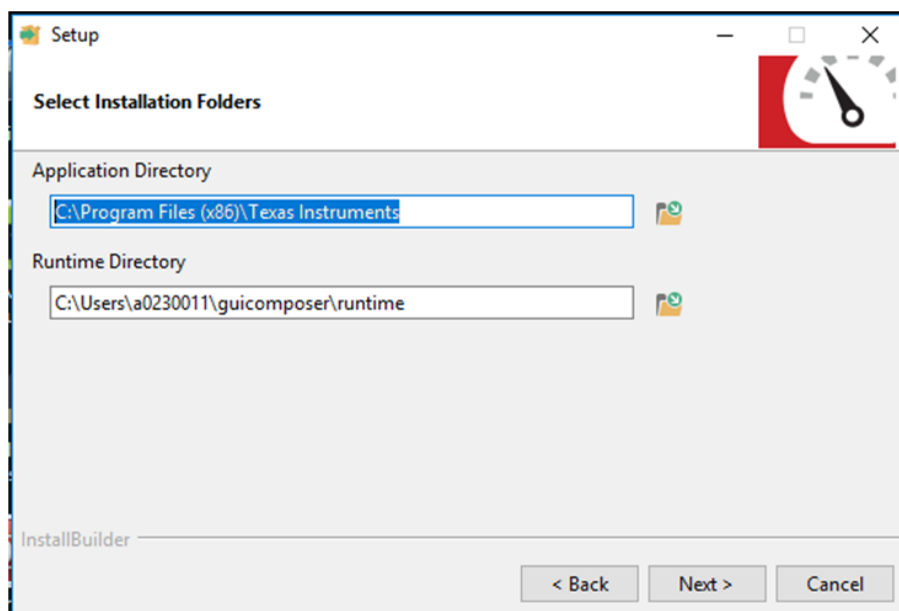 Setup
Select Installation Folders
Application Directory
C:\Program Files (x86)\Texas Instruments
Runtime Directory
C:\Users\a0230011\guicomposer\runtime
InstallBuilder
< Back Next > Cancel